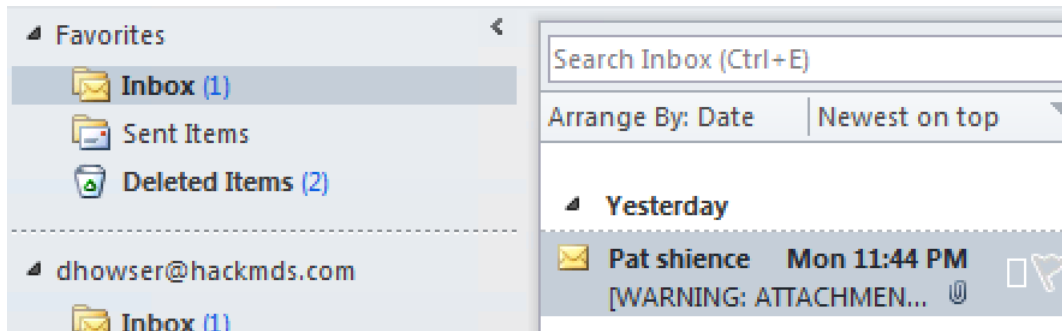 Favorites
Inbox (1)
Sent Items
Deleted Items (2)
dhowser@hackmds.com
Inbox (1)
Search Inbox (Ctrl+E)
Arrange By: Date Newest on top
Yesterday
Pat shience Mon 11:44 PM
[WARNING: ATTACHMEN...